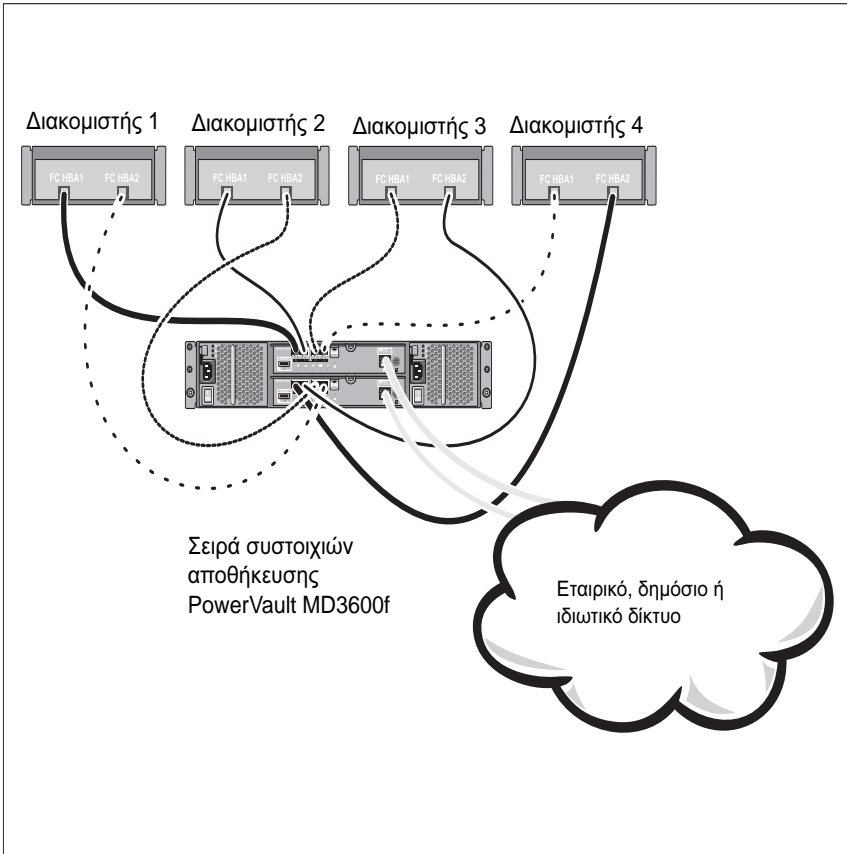 Διακομιστής 1
Διακομιστής 2
Διακομιστής 3
Διακομιστής 4
FC HBA1 FC HBA2
FC HBA1 FC HBA2
FC HBA1 FC HBA2
FC HBA1 FC HBA2
Σειρά συστοιχιών
αποθήκευσης
PowerVault MD3600f
Εταιρικό, δημόσιο ή
ιδιωτικό δίκτυο